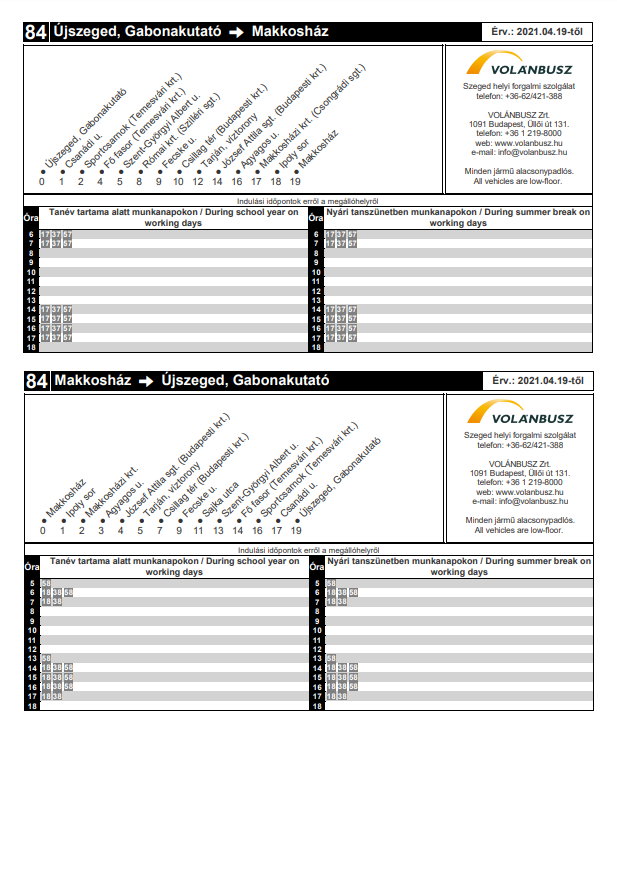 84 Újszeged, Gabonakutató → Makkosház Érv.: 2021.04.19-től
Újszeged, Gabonakutató
Csanádi u.
Sportcsarnok (Temesvári krt.)
Fő fasor (Temesvári krt.)
Szent-Györgyi Albert u.
Római krt. (Szilléri sgt.)
Fecske u.
Csillag tér (Budapesti krt.)
Tarján, víztorony
József Attila sgt. (Budapesti krt.)
Agyagos u.
Makkosházi krt. (Csongrádi sgt.)
Ipoly sor
Makkosház
0 1 2 4 5 8 9 10 12 14 16 17 18 19
VOLÁNBUSZ
Szeged helyi forgalmi szolgálat
telefon: +36-62/421-388
VOLÁNBUSZ Zrt.
1091 Budapest, Üllői út 131.
telefon: +36 1 219-8000
web: www.volanbusz.hu
e-mail: info@volanbusz.hu
Minden jármű alacsonypadlós.
All vehicles are low-floor.
Indulási időpontok erről a megállóhelyről
Óra Tanév tartama alatt munkanapokon / During school year on working days Óra Nyári tanszünetben munkanapokon / During summer break on working days
6 17 37 57 6 17 37 57
7 17 37 57 7 17 37 57
8 8
9 9
10 10
11 11
12 12
13 13
14 17 37 57 14 17 37 57
15 17 37 57 15 17 37 57
16 17 37 57 16 17 37 57
17 17 37 57 17 17 37 57
18 18
84 Makkosház → Újszeged, Gabonakutató Érv.: 2021.04.19-től
Makkosház
Ipoly sor
Makkosházi krt.
Agyagos u.
József Attila sgt. (Budapesti krt.)
Tarján, víztorony
Csillag tér (Budapesti krt.)
Fecske u.
Sajka utca
Szent-Györgyi Albert u.
Fő fasor (Temesvári krt.)
Sportcsarnok (Temesvári krt.)
Csanádi u.
Újszeged, Gabonakutató
0 1 2 3 4 5 7 9 11 13 14 16 17 19
VOLÁNBUSZ
Szeged helyi forgalmi szolgálat
telefon: +36-62/421-388
VOLÁNBUSZ Zrt.
1091 Budapest, Üllői út 131.
telefon: +36 1 219-8000
web: www.volanbusz.hu
e-mail: info@volanbusz.hu
Minden jármű alacsonypadlós.
All vehicles are low-floor.
Indulási időpontok erről a megállóhelyről
Óra Tanév tartama alatt munkanapokon / During school year on working days Óra Nyári tanszünetben munkanapokon / During summer break on working days
5 58 5 58
6 18 38 58 6 18 38 58
7 18 38 7 18 38
8 8
9 9
10 10
11 11
12 12
13 58 13 58
14 18 38 58 14 18 38 58
15 18 38 58 15 18 38 58
16 18 38 58 16 18 38 58
17 18 38 17 18 38
18 18